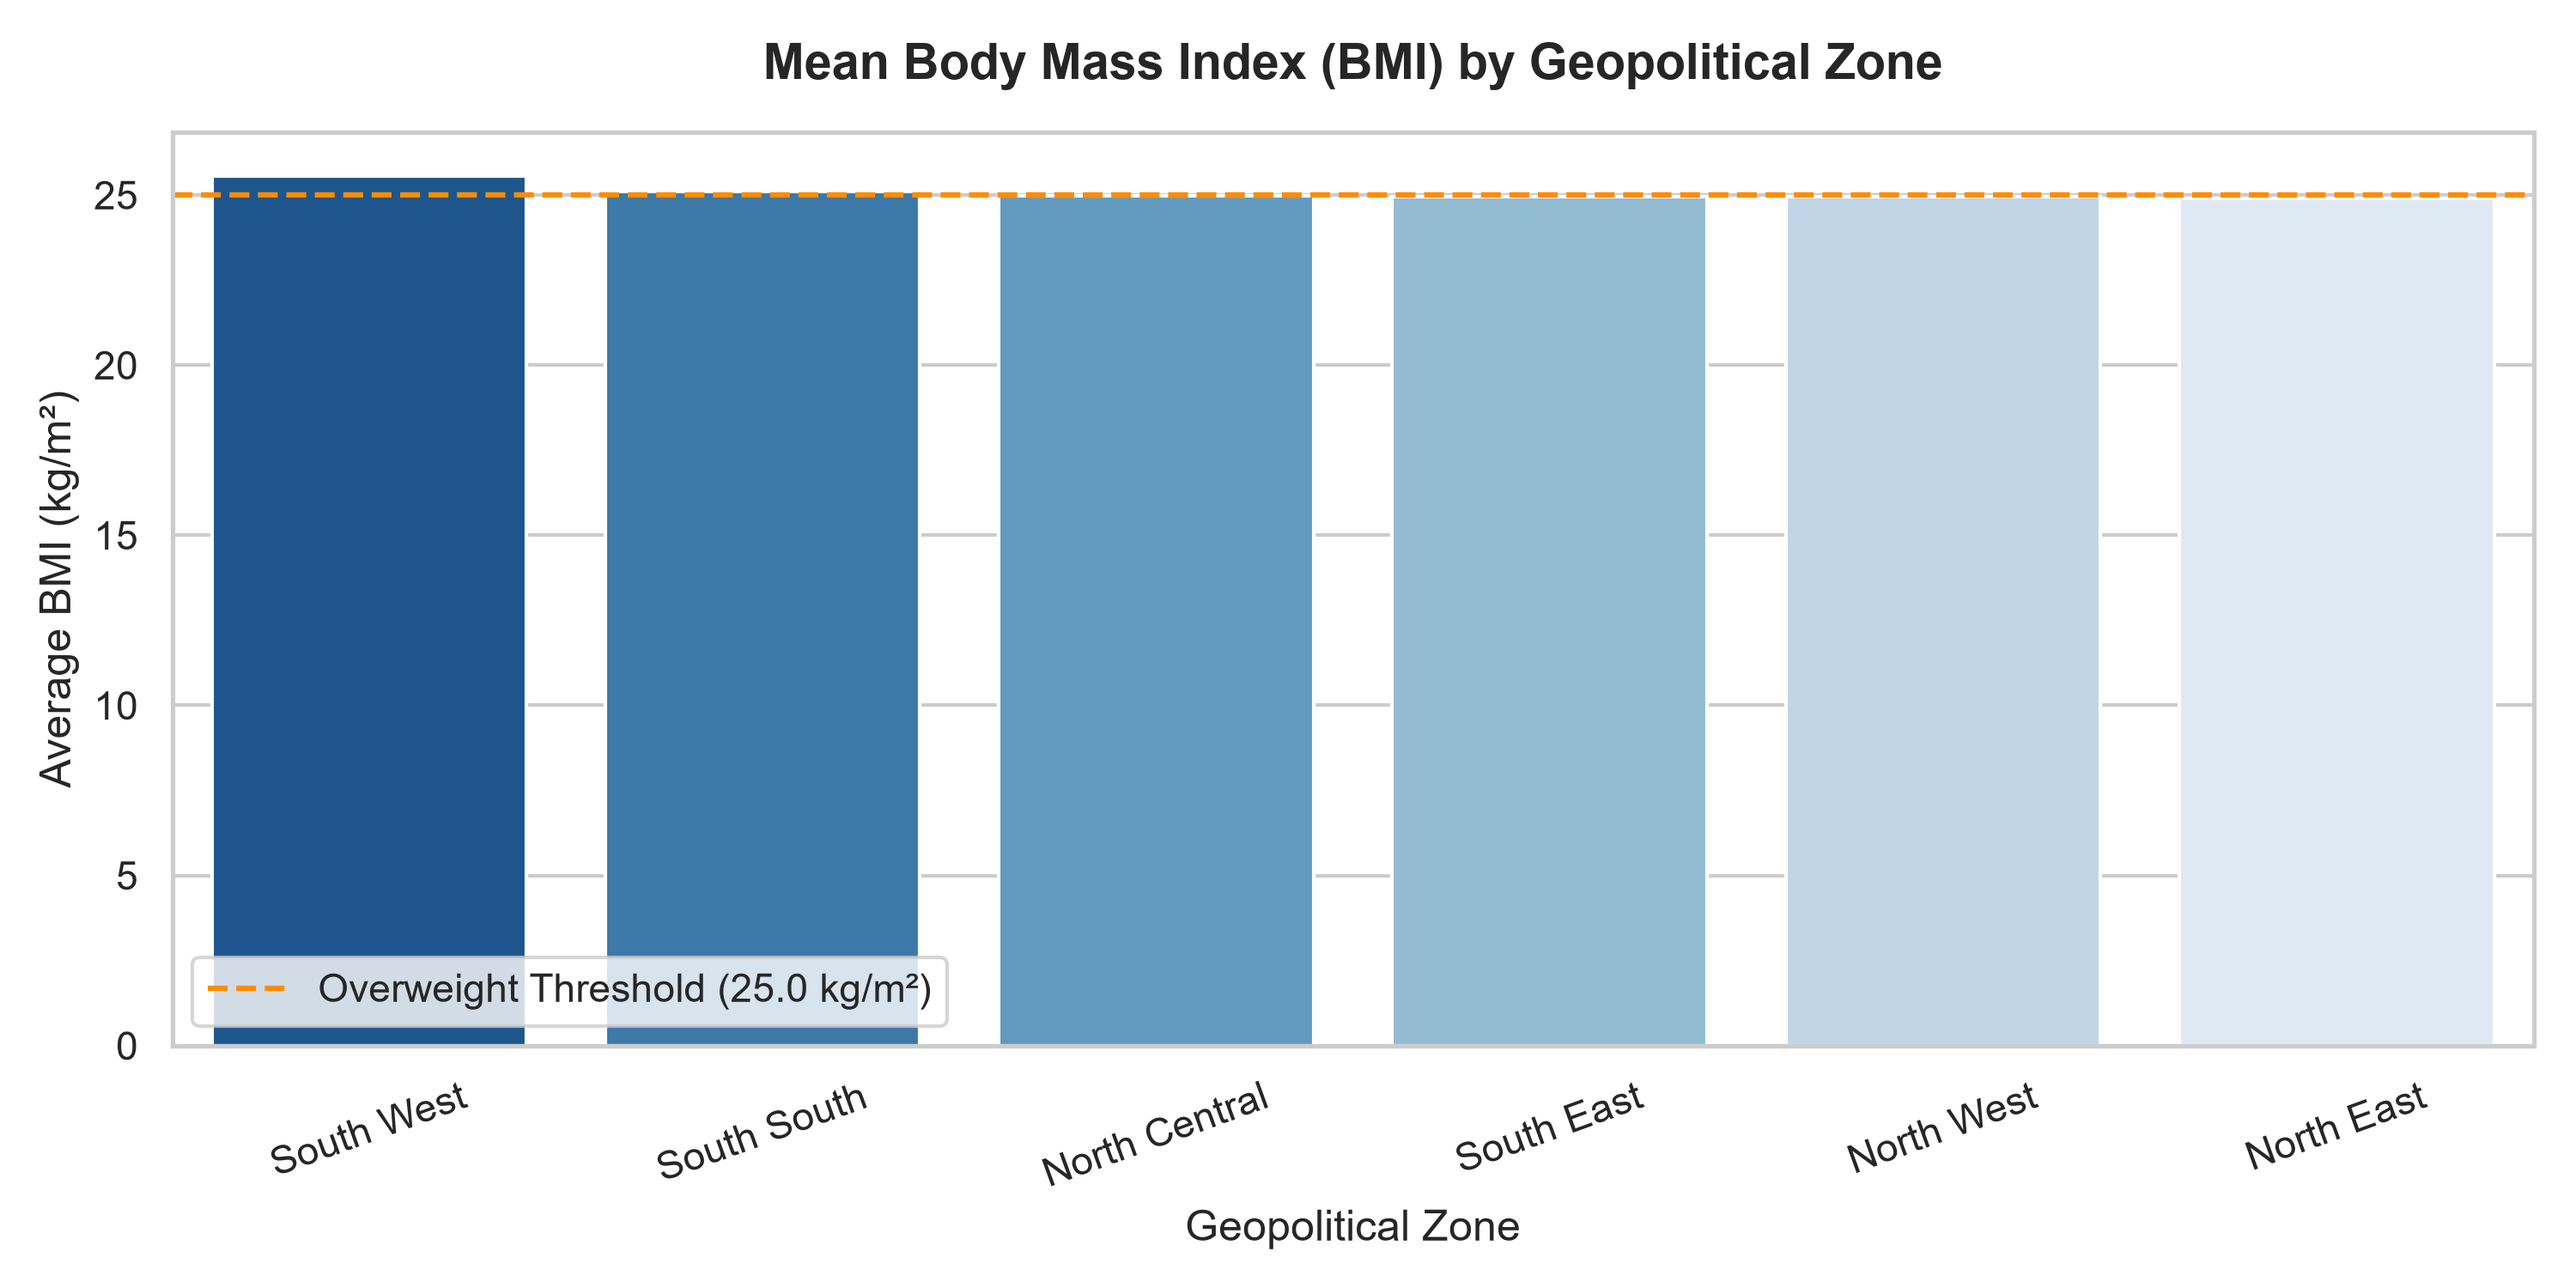 Mean Body Mass Index (BMI) by Geopolitical Zone
Average BMI (kg/m²)
25
20
15
10
5
0
Overweight Threshold (25.0 kg/m²)
South West
South South
North Central
South East
North West
North East
Geopolitical Zone